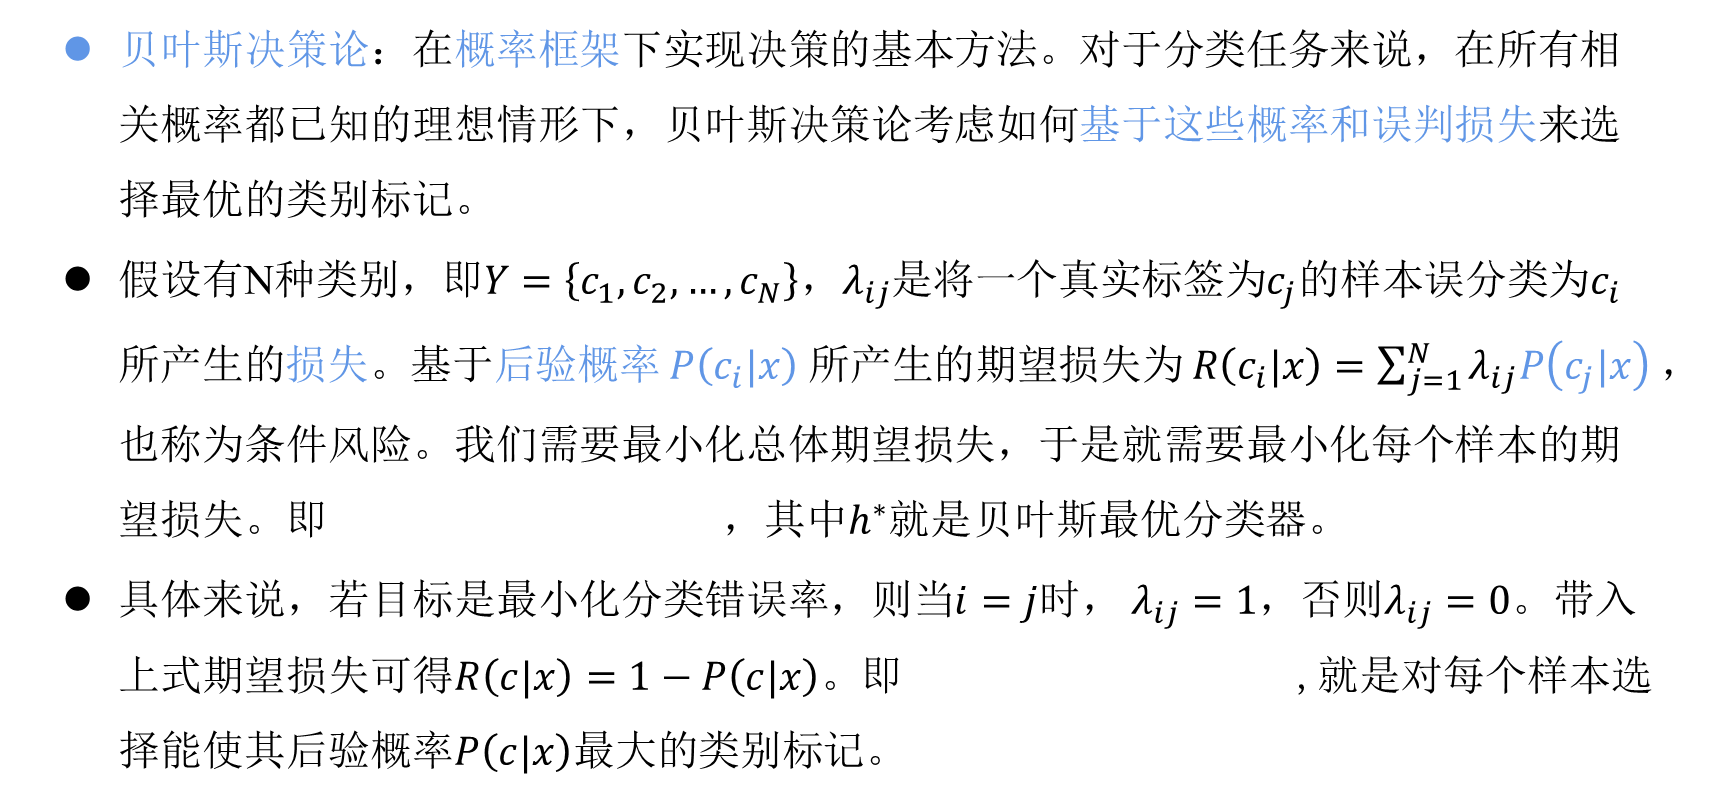 ● 贝叶斯决策论：在概率框架下实现决策的基本方法。对于分类任务来说，在所有相
关概率都已知的理想情形下，贝叶斯决策论考虑如何基于这些概率和误判损失来选
择最优的类别标记。
● 假设有N种类别，即Y = {c₁, c₂, …, c_N}，λ_ij是将一个真实标签为c_j的样本误分类为c_i
所产生的损失。基于后验概率 P(c_i|x) 所产生的期望损失为 R(c_i|x) = ∑_{j=1}^{N} λ_ij P(c_j|x)，
也称为条件风险。我们需要最小化总体期望损失，于是就需要最小化每个样本的期
望损失。即 ，其中h*就是贝叶斯最优分类器。
● 具体来说，若目标是最小化分类错误率，则当i = j时， λ_ij = 1，否则λ_ij = 0。带入
上式期望损失可得R(c|x) = 1 − P(c|x)。即 ,就是对每个样本选
择能使其后验概率P(c|x)最大的类别标记。